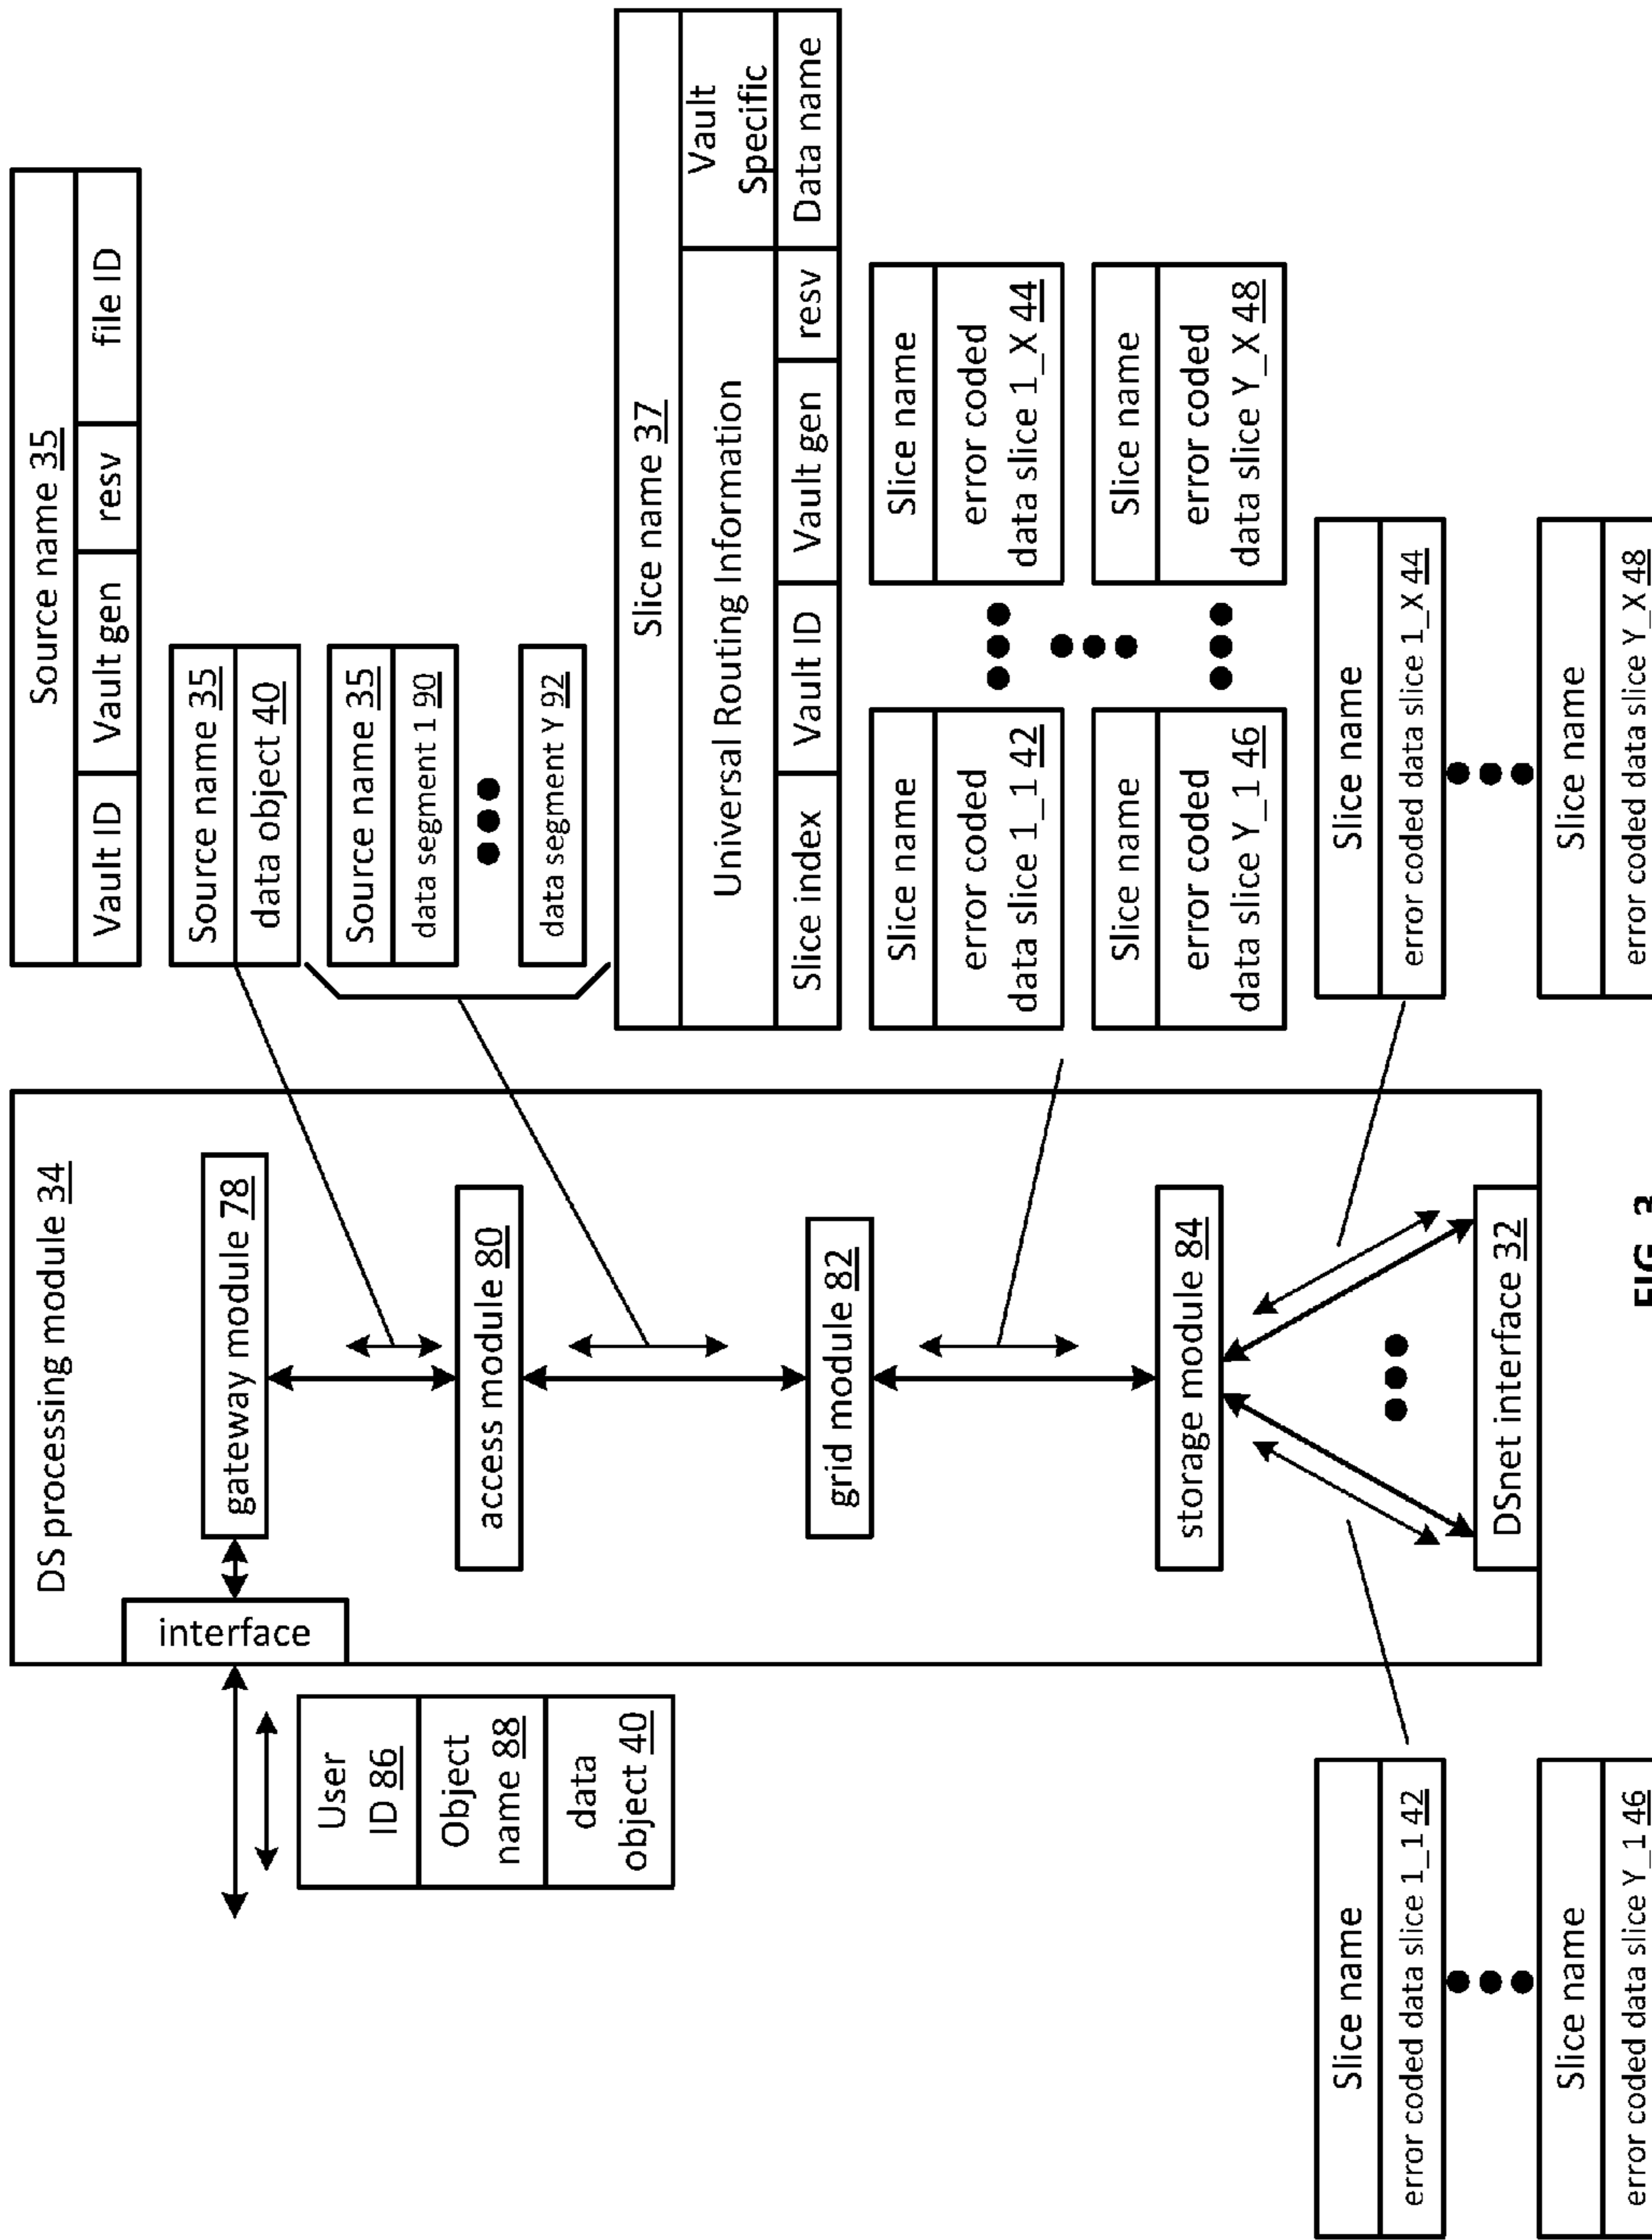 DS processing module 34
interface
gateway module 78
access module 80
grid module 82
storage module 84
DSnet interface 32
User
ID 86
Object
name 88
data
object 40
Source name 35
Vault ID
Vault gen
resv
file ID
Source name 35
data object 40
Source name 35
data segment 1 90
data segment Y 92
Slice name 37
Universal Routing Information
Vault
Specific
Slice index
Vault ID
Vault gen
resv
Data name
Slice name
error coded
data slice 1_1 42
Slice name
error coded
data slice 1_X 44
Slice name
error coded
data slice Y_1 46
Slice name
error coded
data slice Y_X 48
Slice name
error coded data slice 1_1 42
Slice name
error coded data slice Y_1 46
Slice name
error coded data slice 1_X 44
Slice name
error coded data slice Y_X 48
FIG. 3